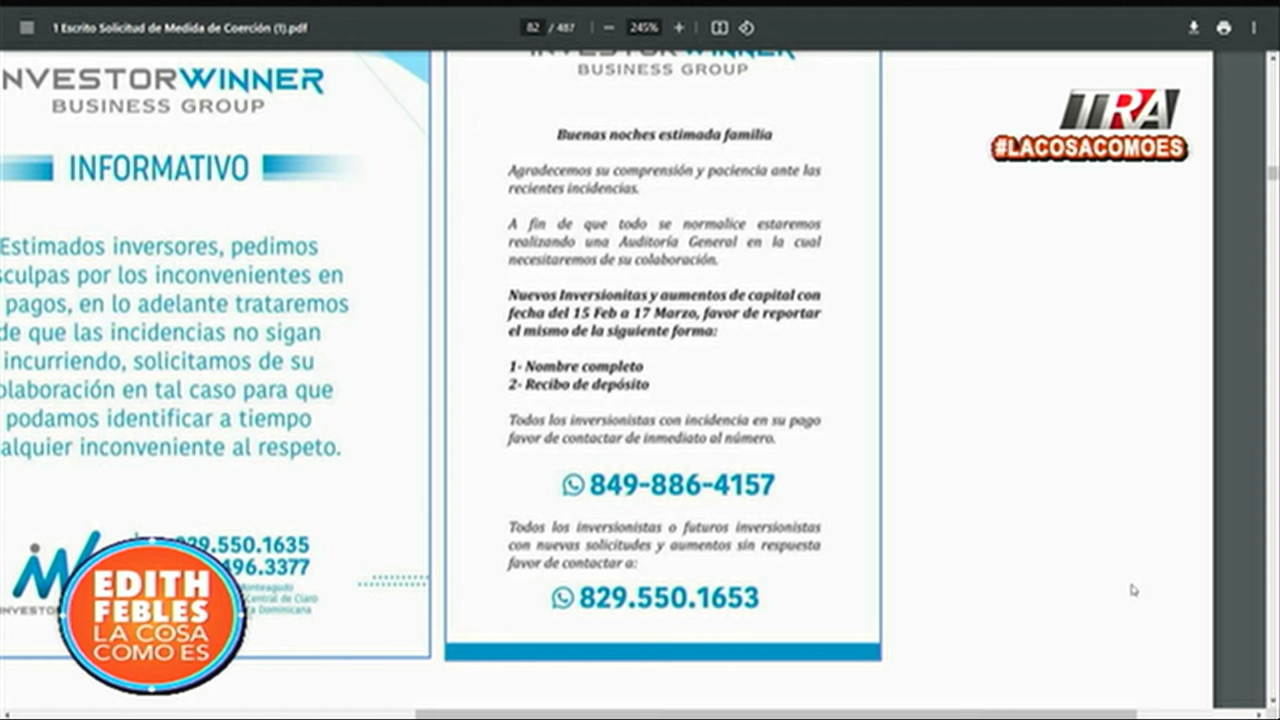 1 Escrito Solicitud de Medida de Coerción (1).pdf
82 / 487
245%
NVESTORWINNER
BUSINESS GROUP
INFORMATIVO
Estimados inversores, pedimos
sculpas por los inconvenientes en
pagos, en lo adelante trataremos
de que las incidencias no sigan
incurriendo, solicitamos de su
olaboración en tal caso para que
podamos identificar a tiempo
alquier inconveniente al respeto.
29.550.1635
496.3377
Monteagudo
Central de Claro
a Dominicana
INVESTOR
INVESTORWINNER
BUSINESS GROUP
Buenas noches estimada familia
Agradecemos su comprensión y paciencia ante las
recientes incidencias.
A fin de que todo se normalice estaremos
realizando una Auditoría General en la cual
necesitaremos de su colaboración.
Nuevos Inversionitas y aumentos de capital con
fecha del 15 Feb a 17 Marzo, favor de reportar
el mismo de la siguiente forma:
1- Nombre completo
2- Recibo de depósito
Todos los inversionistas con incidencia en su pago
favor de contactar de inmediato al número.
849-886-4157
Todos los inversionistas o futuros inversionistas
con nuevas solicitudes y aumentos sin respuesta
favor de contactar a:
829.550.1653
TRA
#LACOSACOMOES
EDITH
FEBLES
LA COSA
COMO ES